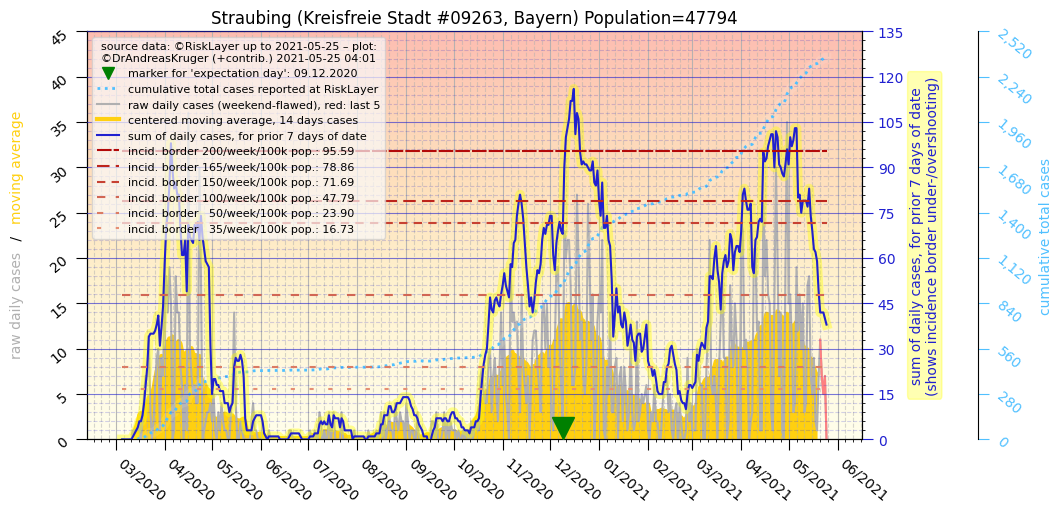 Straubing (Kreisfreie Stadt #09263, Bayern) Population=47794
source data: ©RiskLayer up to 2021-05-25 – plot:
©DrAndreasKruger (+contrib.) 2021-05-25 04:01
marker for 'expectation day': 09.12.2020
cumulative total cases reported at RiskLayer
raw daily cases (weekend-flawed), red: last 5
centered moving average, 14 days cases
sum of daily cases, for prior 7 days of date
incid. border 200/week/100k pop.: 95.59
incid. border 165/week/100k pop.: 78.86
incid. border 150/week/100k pop.: 71.69
incid. border 100/week/100k pop.: 47.79
incid. border 50/week/100k pop.: 23.90
incid. border 35/week/100k pop.: 16.73
raw daily cases / moving average
45
40
35
30
25
20
15
10
5
0
03/2020
04/2020
05/2020
06/2020
07/2020
08/2020
09/2020
10/2020
11/2020
12/2020
01/2021
02/2021
03/2021
04/2021
05/2021
06/2021
135
120
105
90
75
60
45
30
15
0
sum of daily cases, for prior 7 days of date
(shows incidence border under-/overshooting)
2,520
2,240
1,960
1,680
1,400
1,120
840
560
280
0
cumulative total cases